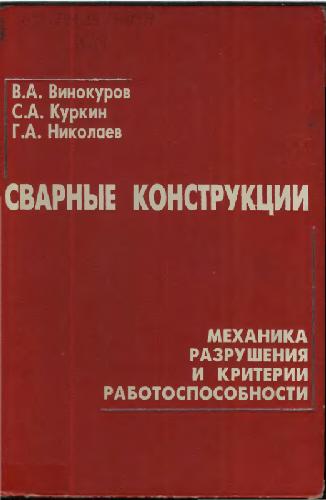 В.А. Винокуров
С.А. Куркин
Г.А. Николаев
СВАРНЫЕ КОНСТРУКЦИИ
МЕХАНИКА
РАЗРУШЕНИЯ
И КРИТЕРИИ
РАБОТОСПОСОБНОСТИ